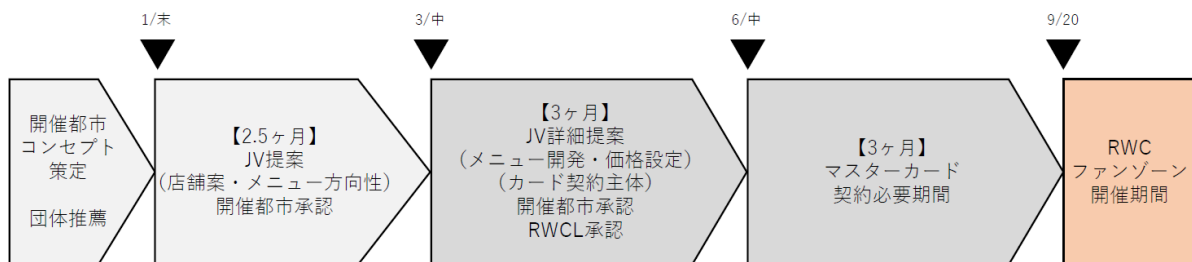 1/末
3/中
6/中
9/20
開催都市
コンセプト
策定
団体推薦
【2.5ヶ月】
JV提案
(店舗案・メニュー方向性)
開催都市承認
【3ヶ月】
JV詳細提案
(メニュー開発・価格設定)
(カード契約主体)
開催都市承認
RWCL承認
【3ヶ月】
マスターカード
契約必要期間
RWC
ファンゾーン
開催期間